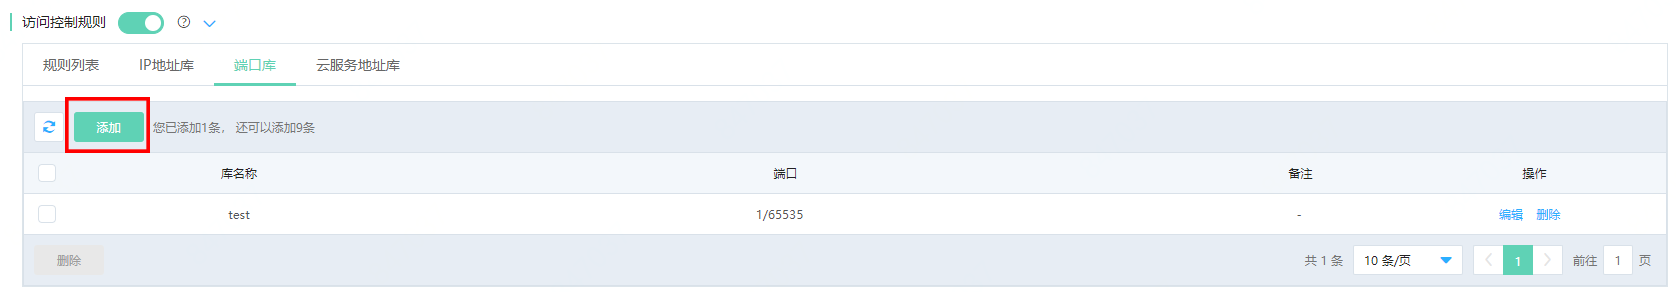 访问控制规则
规则列表 IP地址库 端口库 云服务地址库
添加 您已添加1条， 还可以添加9条
库名称 端口 备注 操作
test 1/65535 - 编辑 删除
删除 共 1 条 10 条/页 1 前往 1 页